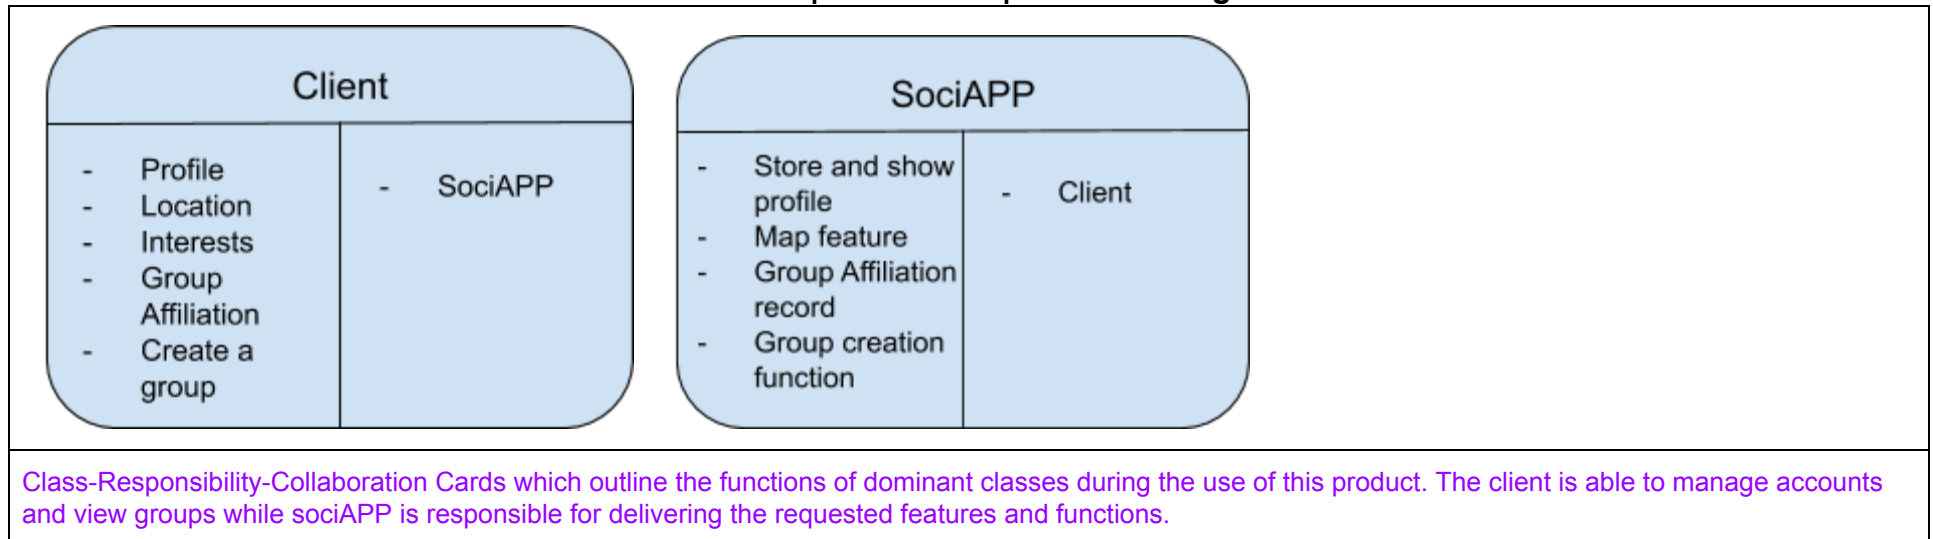 Client
- Profile
- Location
- Interests
- Group
Affiliation
- Create a
group
- SociAPP
SociAPP
- Store and show
profile
- Map feature
- Group Affiliation
record
- Group creation
function
- Client
Class-Responsibility-Collaboration Cards which outline the functions of dominant classes during the use of this product. The client is able to manage accounts
and view groups while sociAPP is responsible for delivering the requested features and functions.